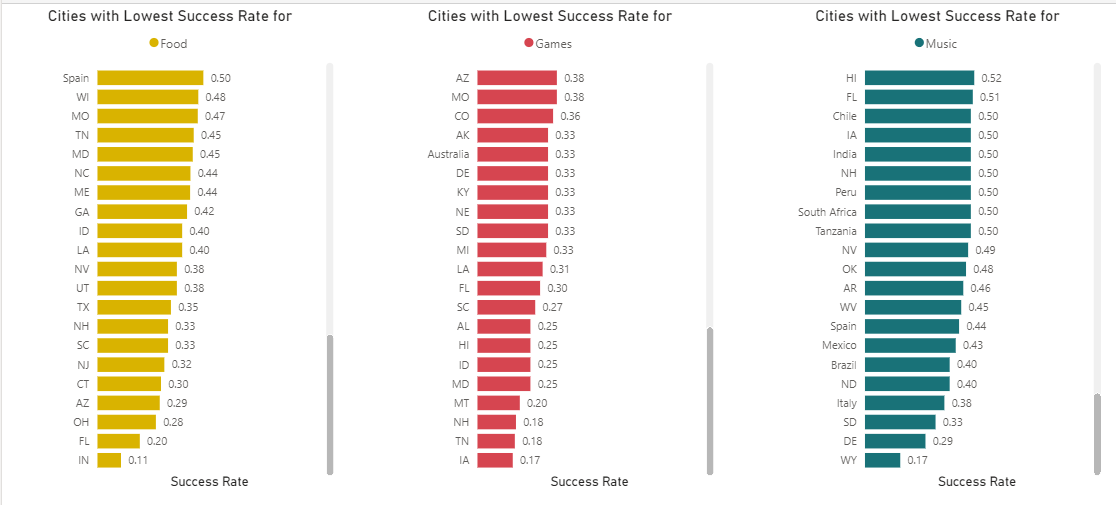 Cities with Lowest Success Rate for
Food
Spain 0.50
WI 0.48
MO 0.47
TN 0.45
MD 0.45
NC 0.44
ME 0.44
GA 0.42
ID 0.40
LA 0.40
NV 0.38
UT 0.38
TX 0.35
NH 0.33
SC 0.33
NJ 0.32
CT 0.30
AZ 0.29
OH 0.28
FL 0.20
IN 0.11
Success Rate
Cities with Lowest Success Rate for
Games
AZ 0.38
MO 0.38
CO 0.36
AK 0.33
Australia 0.33
DE 0.33
KY 0.33
NE 0.33
SD 0.33
MI 0.33
LA 0.31
FL 0.30
SC 0.27
AL 0.25
HI 0.25
ID 0.25
MD 0.25
MT 0.20
NH 0.18
TN 0.18
IA 0.17
Success Rate
Cities with Lowest Success Rate for
Music
HI 0.52
FL 0.51
Chile 0.50
IA 0.50
India 0.50
NH 0.50
Peru 0.50
South Africa 0.50
Tanzania 0.50
NV 0.49
OK 0.48
AR 0.46
WV 0.45
Spain 0.44
Mexico 0.43
Brazil 0.40
ND 0.40
Italy 0.38
SD 0.33
DE 0.29
WY 0.17
Success Rate